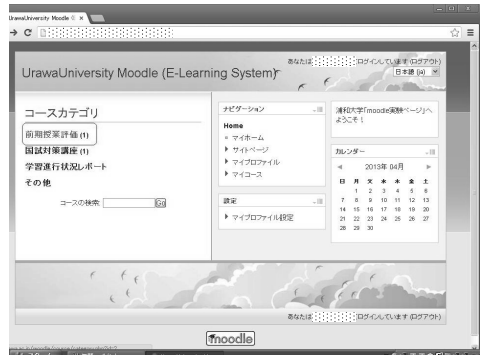 UrawaUniversity Moodle (E-Lear
あなたは
ログインしています (ログアウト)
日本語 (ja)
UrawaUniversity Moodle (E-Learning System)
コースカテゴリ
前期授業評価 (1)
国試対策講座 (1)
学習進行状況レポート
その他
コースの検索:
Go
ナビゲーション
Home
マイホーム
サイトページ
マイプロファイル
マイコース
設定
マイプロファイル設定
浦和大学「moodle実験ページ」へ
ようこそ!
カレンダー
◄ 2013年 04月 ►
日 月 火 水 木 金 土
1 2 3 4 5 6
7 8 9 10 11 12 13
14 15 16 17 18 19 20
21 22 23 24 25 26 27
28 29 30
あなたは
ログインしています (ログアウト)
moodle